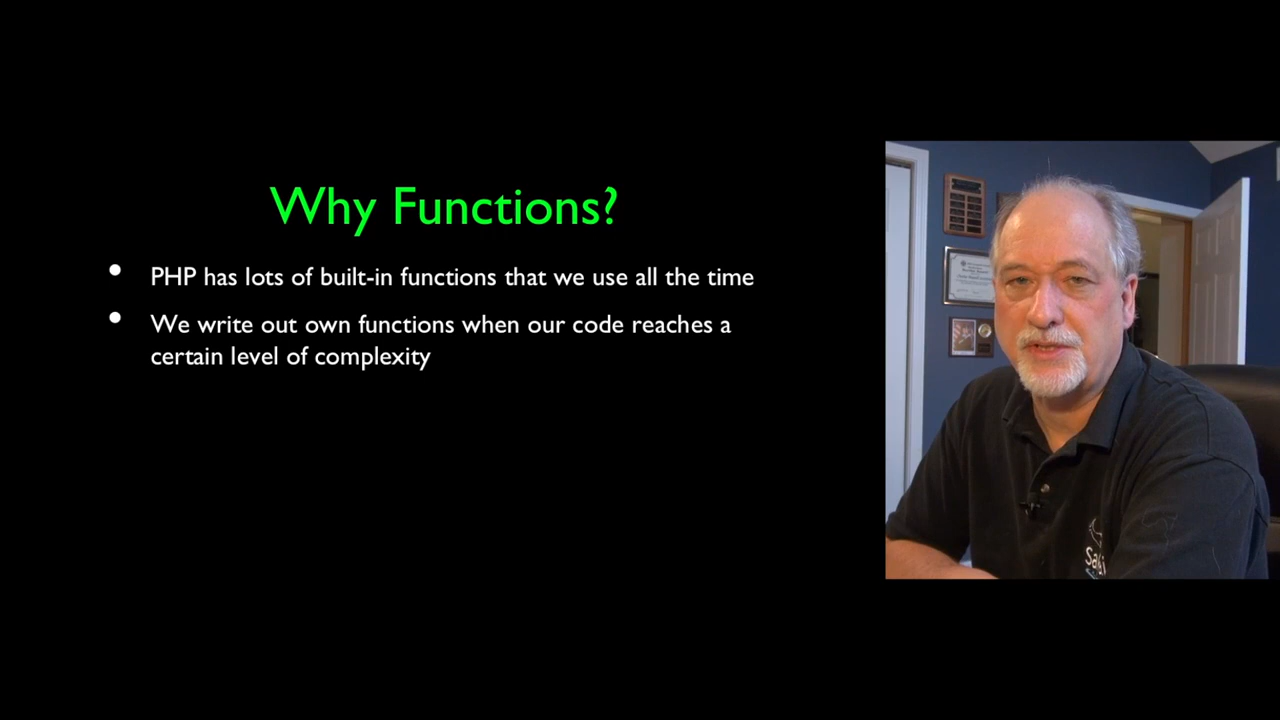 Why Functions?
PHP has lots of built-in functions that we use all the time
We write out own functions when our code reaches a
certain level of complexity